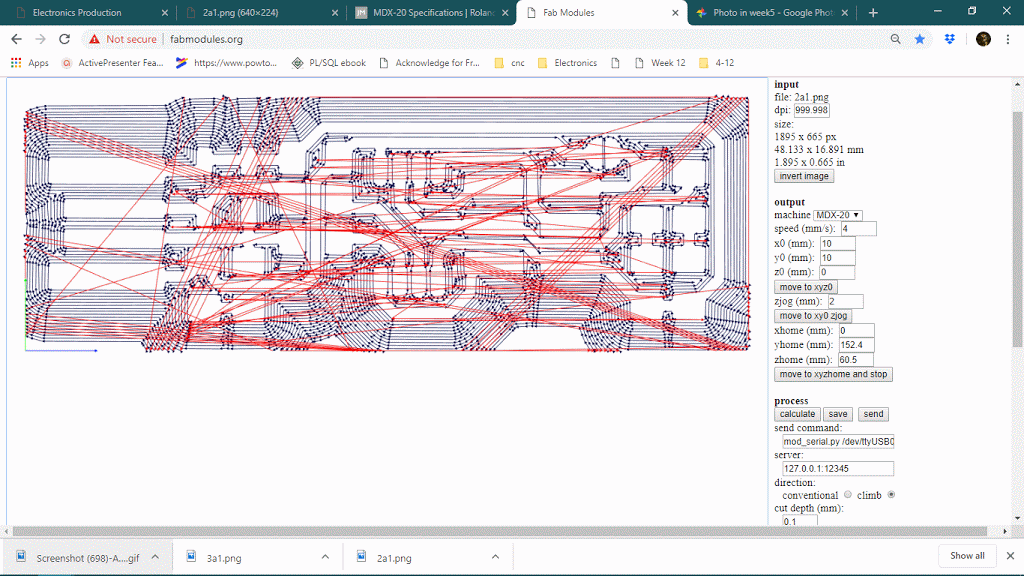 Electronics Production
2a1.png (640×224)
MDX-20 Specifications | Rolan
Fab Modules
Photo in week5 - Google Phot
Not secure | fabmodules.org
Apps
ActivePresenter Fea...
https://www.powto...
PL/SQL ebook
Acknowledge for Fr...
cnc
Electronics
Week 12
4-12
input
file: 2a1.png
dpi: 999.998
size:
1895 x 665 px
48.133 x 16.891 mm
1.895 x 0.665 in
invert image
output
machine MDX-20
speed (mm/s): 4
x0 (mm): 10
y0 (mm): 10
z0 (mm): 0
move to xyz0
zjog (mm): 2
move to xy0 zjog
xhome (mm): 0
yhome (mm): 152.4
zhome (mm): 60.5
move to xyzhome and stop
process
calculate save send
send command:
mod_serial.py /dev/ttyUSB0
server:
127.0.0.1:12345
direction:
conventional climb
cut depth (mm):
0.1
Screenshot (698)-A....gif
3a1.png
2a1.png
Show all